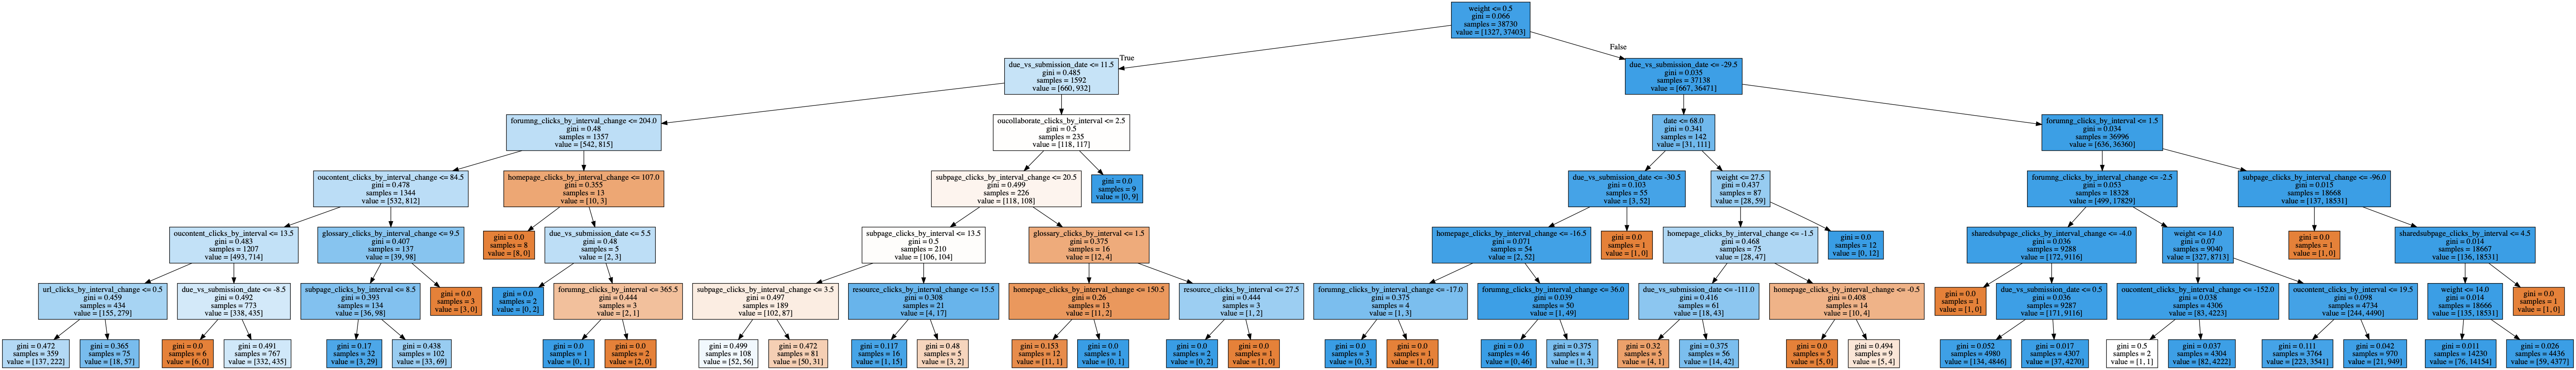 weight <= 0.5
gini = 0.066
samples = 38730
value = [1327, 37403]
True
False
due_vs_submission_date <= 11.5
gini = 0.485
samples = 1592
value = [660, 932]
due_vs_submission_date <= -29.5
gini = 0.035
samples = 37138
value = [667, 36471]
forumng_clicks_by_interval_change <= 204.0
gini = 0.48
samples = 1357
value = [542, 815]
oucollaborate_clicks_by_interval <= 2.5
gini = 0.5
samples = 235
value = [118, 117]
date <= 68.0
gini = 0.341
samples = 142
value = [31, 111]
forumng_clicks_by_interval <= 1.5
gini = 0.034
samples = 36996
value = [636, 36360]
oucontent_clicks_by_interval_change <= 84.5
gini = 0.478
samples = 1344
value = [532, 812]
homepage_clicks_by_interval_change <= 107.0
gini = 0.355
samples = 13
value = [10, 3]
subpage_clicks_by_interval_change <= 20.5
gini = 0.499
samples = 226
value = [118, 108]
gini = 0.0
samples = 9
value = [0, 9]
due_vs_submission_date <= -30.5
gini = 0.103
samples = 55
value = [3, 52]
weight <= 27.5
gini = 0.437
samples = 87
value = [28, 59]
forumng_clicks_by_interval_change <= -2.5
gini = 0.053
samples = 18328
value = [499, 17829]
subpage_clicks_by_interval_change <= -96.0
gini = 0.015
samples = 18668
value = [137, 18531]
oucontent_clicks_by_interval <= 13.5
gini = 0.483
samples = 1207
value = [493, 714]
glossary_clicks_by_interval_change <= 9.5
gini = 0.407
samples = 137
value = [39, 98]
gini = 0.0
samples = 8
value = [8, 0]
due_vs_submission_date <= 5.5
gini = 0.48
samples = 5
value = [2, 3]
subpage_clicks_by_interval <= 13.5
gini = 0.5
samples = 210
value = [106, 104]
glossary_clicks_by_interval <= 1.5
gini = 0.375
samples = 16
value = [12, 4]
homepage_clicks_by_interval_change <= -16.5
gini = 0.071
samples = 54
value = [2, 52]
gini = 0.0
samples = 1
value = [1, 0]
homepage_clicks_by_interval_change <= -1.5
gini = 0.468
samples = 75
value = [28, 47]
gini = 0.0
samples = 12
value = [0, 12]
sharedsubpage_clicks_by_interval_change <= -4.0
gini = 0.036
samples = 9288
value = [172, 9116]
weight <= 14.0
gini = 0.07
samples = 9040
value = [327, 8713]
gini = 0.0
samples = 1
value = [1, 0]
sharedsubpage_clicks_by_interval <= 4.5
gini = 0.014
samples = 18667
value = [136, 18531]
url_clicks_by_interval_change <= 0.5
gini = 0.459
samples = 434
value = [155, 279]
due_vs_submission_date <= -8.5
gini = 0.492
samples = 773
value = [338, 435]
subpage_clicks_by_interval <= 8.5
gini = 0.393
samples = 134
value = [36, 98]
gini = 0.0
samples = 3
value = [3, 0]
gini = 0.0
samples = 2
value = [0, 2]
forumng_clicks_by_interval <= 365.5
gini = 0.444
samples = 3
value = [2, 1]
subpage_clicks_by_interval_change <= 3.5
gini = 0.497
samples = 189
value = [102, 87]
resource_clicks_by_interval <= 15.5
gini = 0.308
samples = 21
value = [4, 17]
homepage_clicks_by_interval_change <= 150.5
gini = 0.26
samples = 13
value = [11, 2]
resource_clicks_by_interval <= 27.5
gini = 0.444
samples = 3
value = [1, 2]
forumng_clicks_by_interval_change <= -17.0
gini = 0.375
samples = 4
value = [1, 3]
forumng_clicks_by_interval_change <= 36.0
gini = 0.039
samples = 50
value = [1, 49]
due_vs_submission_date <= -111.0
gini = 0.416
samples = 61
value = [18, 43]
homepage_clicks_by_interval_change <= -0.5
gini = 0.408
samples = 14
value = [10, 4]
gini = 0.0
samples = 1
value = [1, 0]
due_vs_submission_date <= 0.5
gini = 0.036
samples = 9287
value = [171, 9116]
oucontent_clicks_by_interval_change <= -152.0
gini = 0.038
samples = 4306
value = [83, 4223]
oucontent_clicks_by_interval <= 19.5
gini = 0.098
samples = 4734
value = [244, 4490]
weight <= 14.0
gini = 0.014
samples = 18666
value = [135, 18531]
gini = 0.0
samples = 1
value = [1, 0]
gini = 0.472
samples = 359
value = [137, 222]
gini = 0.365
samples = 75
value = [18, 57]
gini = 0.0
samples = 6
value = [6, 0]
gini = 0.491
samples = 767
value = [332, 435]
gini = 0.17
samples = 32
value = [3, 29]
gini = 0.438
samples = 102
value = [33, 69]
gini = 0.0
samples = 1
value = [0, 1]
gini = 0.0
samples = 2
value = [2, 0]
gini = 0.499
samples = 108
value = [52, 56]
gini = 0.472
samples = 81
value = [50, 31]
gini = 0.117
samples = 16
value = [1, 15]
gini = 0.48
samples = 5
value = [3, 2]
gini = 0.153
samples = 12
value = [11, 1]
gini = 0.0
samples = 1
value = [0, 1]
gini = 0.0
samples = 2
value = [0, 2]
gini = 0.0
samples = 1
value = [1, 0]
gini = 0.0
samples = 3
value = [0, 3]
gini = 0.0
samples = 1
value = [1, 0]
gini = 0.0
samples = 46
value = [0, 46]
gini = 0.375
samples = 4
value = [1, 3]
gini = 0.32
samples = 5
value = [4, 1]
gini = 0.375
samples = 56
value = [14, 42]
gini = 0.0
samples = 5
value = [5, 0]
gini = 0.494
samples = 9
value = [5, 4]
gini = 0.052
samples = 4980
value = [134, 4846]
gini = 0.017
samples = 4307
value = [37, 4270]
gini = 0.5
samples = 2
value = [1, 1]
gini = 0.037
samples = 4304
value = [82, 4222]
gini = 0.111
samples = 3764
value = [223, 3541]
gini = 0.042
samples = 970
value = [21, 949]
gini = 0.011
samples = 14230
value = [76, 14154]
gini = 0.026
samples = 4436
value = [59, 4377]